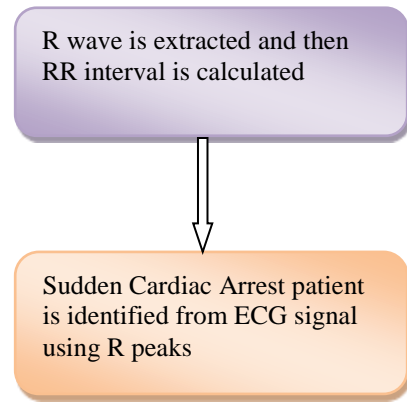 R wave is extracted and then
RR interval is calculated
Sudden Cardiac Arrest patient
is identified from ECG signal
using R peaks